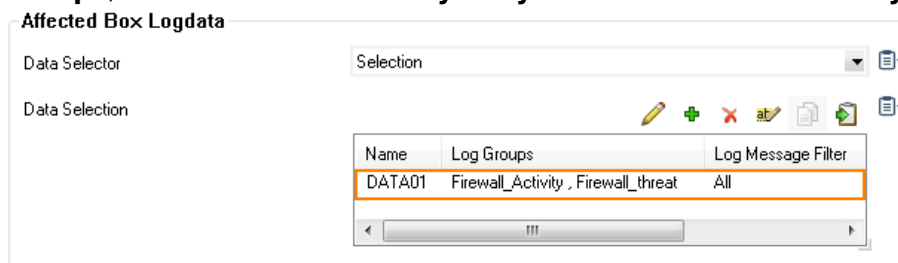 Affected Box Logdata
Data Selector Selection
Data Selection
Name Log Groups Log Message Filter
DATA01 Firewall_Activity , Firewall_threat All